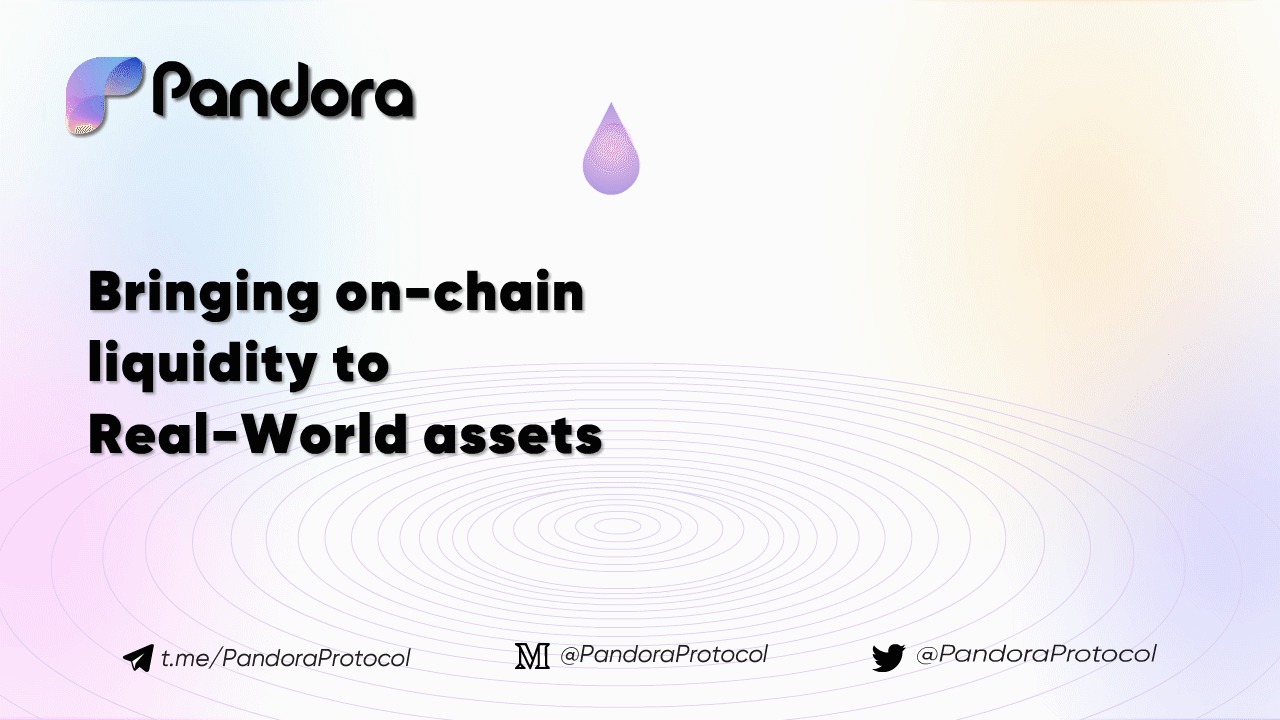 Pandora
Bringing on-chain
liquidity to
Real-World assets
t.me/PandoraProtocol
@PandoraProtocol
@PandoraProtocol